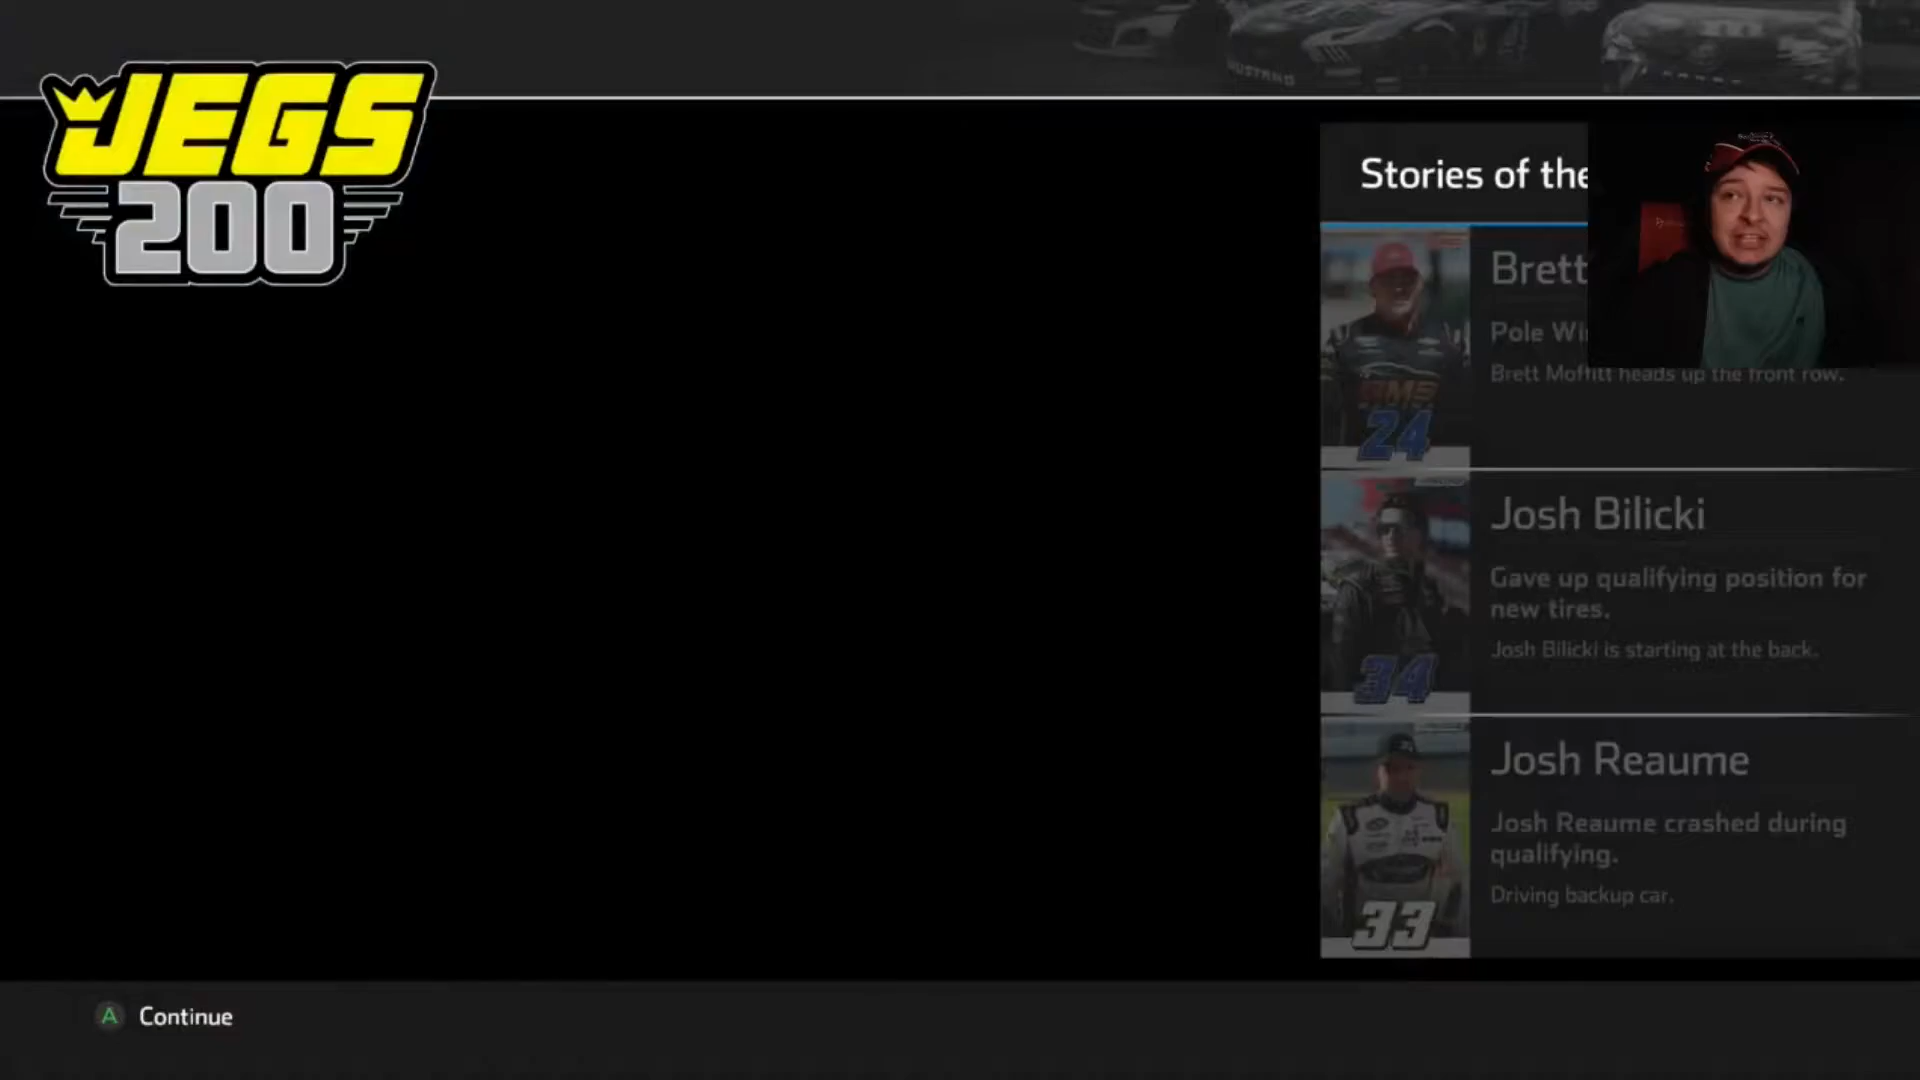 JEGS
200
MUSTANG
Stories of the
Brett
Pole Wi
Brett Moffitt heads up the front row.
24
Josh Bilicki
Gave up qualifying position for
new tires.
Josh Bilicki is starting at the back.
34
Josh Reaume
Josh Reaume crashed during
qualifying.
Driving backup car.
33
A Continue